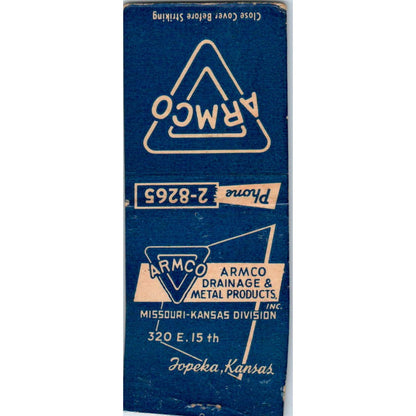 Close Cover Before Striking
ARMCO
Phone 2-8265
ARMCO
ARMCO
DRAINAGE &
METAL PRODUCTS,
INC.
MISSOURI-KANSAS DIVISION
320 E. 15th
Topeka, Kansas.